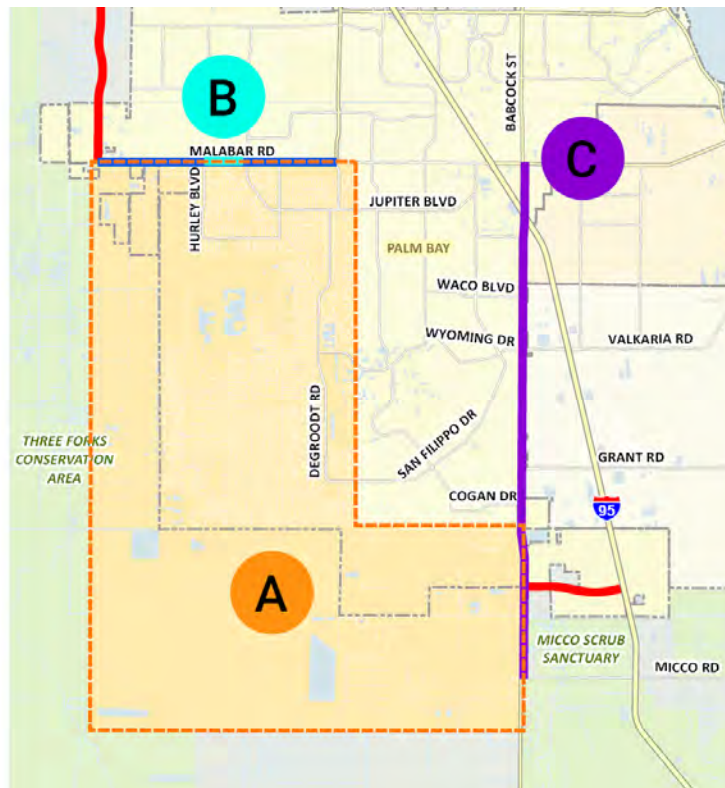 BABCOCK ST
B
MALABAR RD
C
HURLEY BLVD
JUPITER BLVD
PALM BAY
WACO BLVD
WYOMING DR
VALKARIA RD
DEGROODT RD
SAN FILIPPO DR
THREE FORKS
CONSERVATION
AREA
GRANT RD
COGAN DR
95
A
MICCO SCRUB
SANCTUARY
MICCO RD